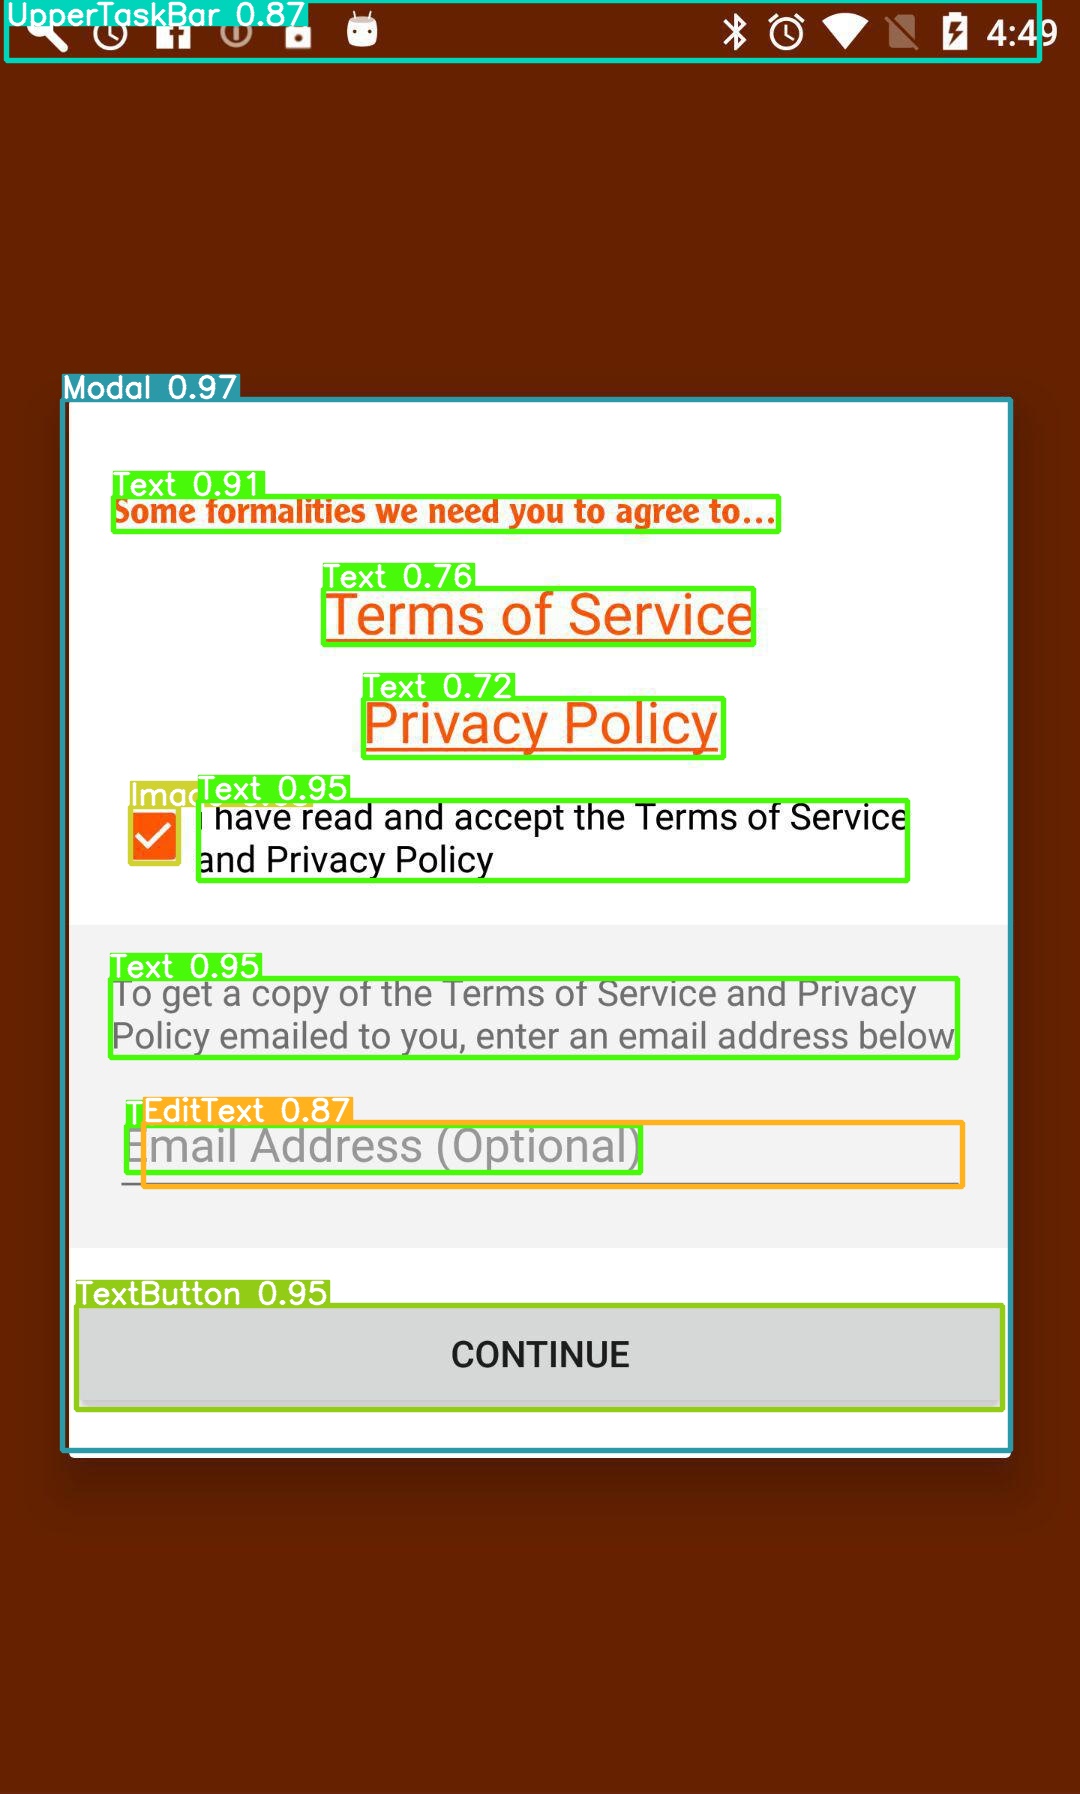 UpperTaskBar 0.87
4:49
Modal 0.97
Text 0.91
Some formalities we need you to agree to...
Text 0.76
Terms of Service
Text 0.72
Privacy Policy
Text 0.95
I have read and accept the Terms of Service
and Privacy Policy
Text 0.95
To get a copy of the Terms of Service and Privacy
Policy emailed to you, enter an email address below
EditText 0.87
Email Address (Optional)
TextButton 0.95
CONTINUE